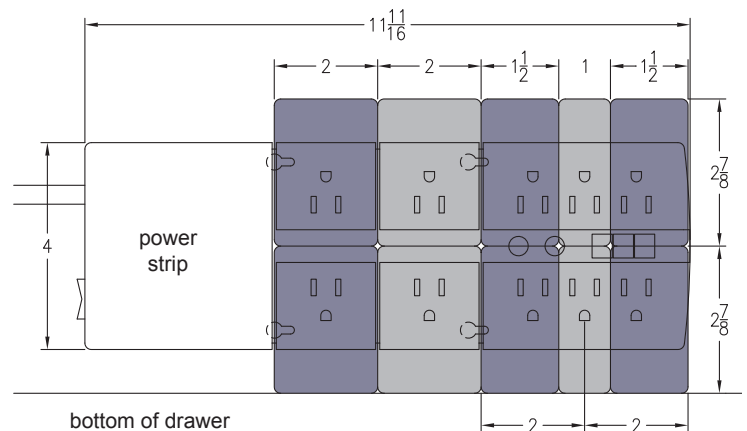 11 11/16
2 2 1 1/2 1 1 1/2
2 7/8
4
power
strip
2 7/8
bottom of drawer
2 2